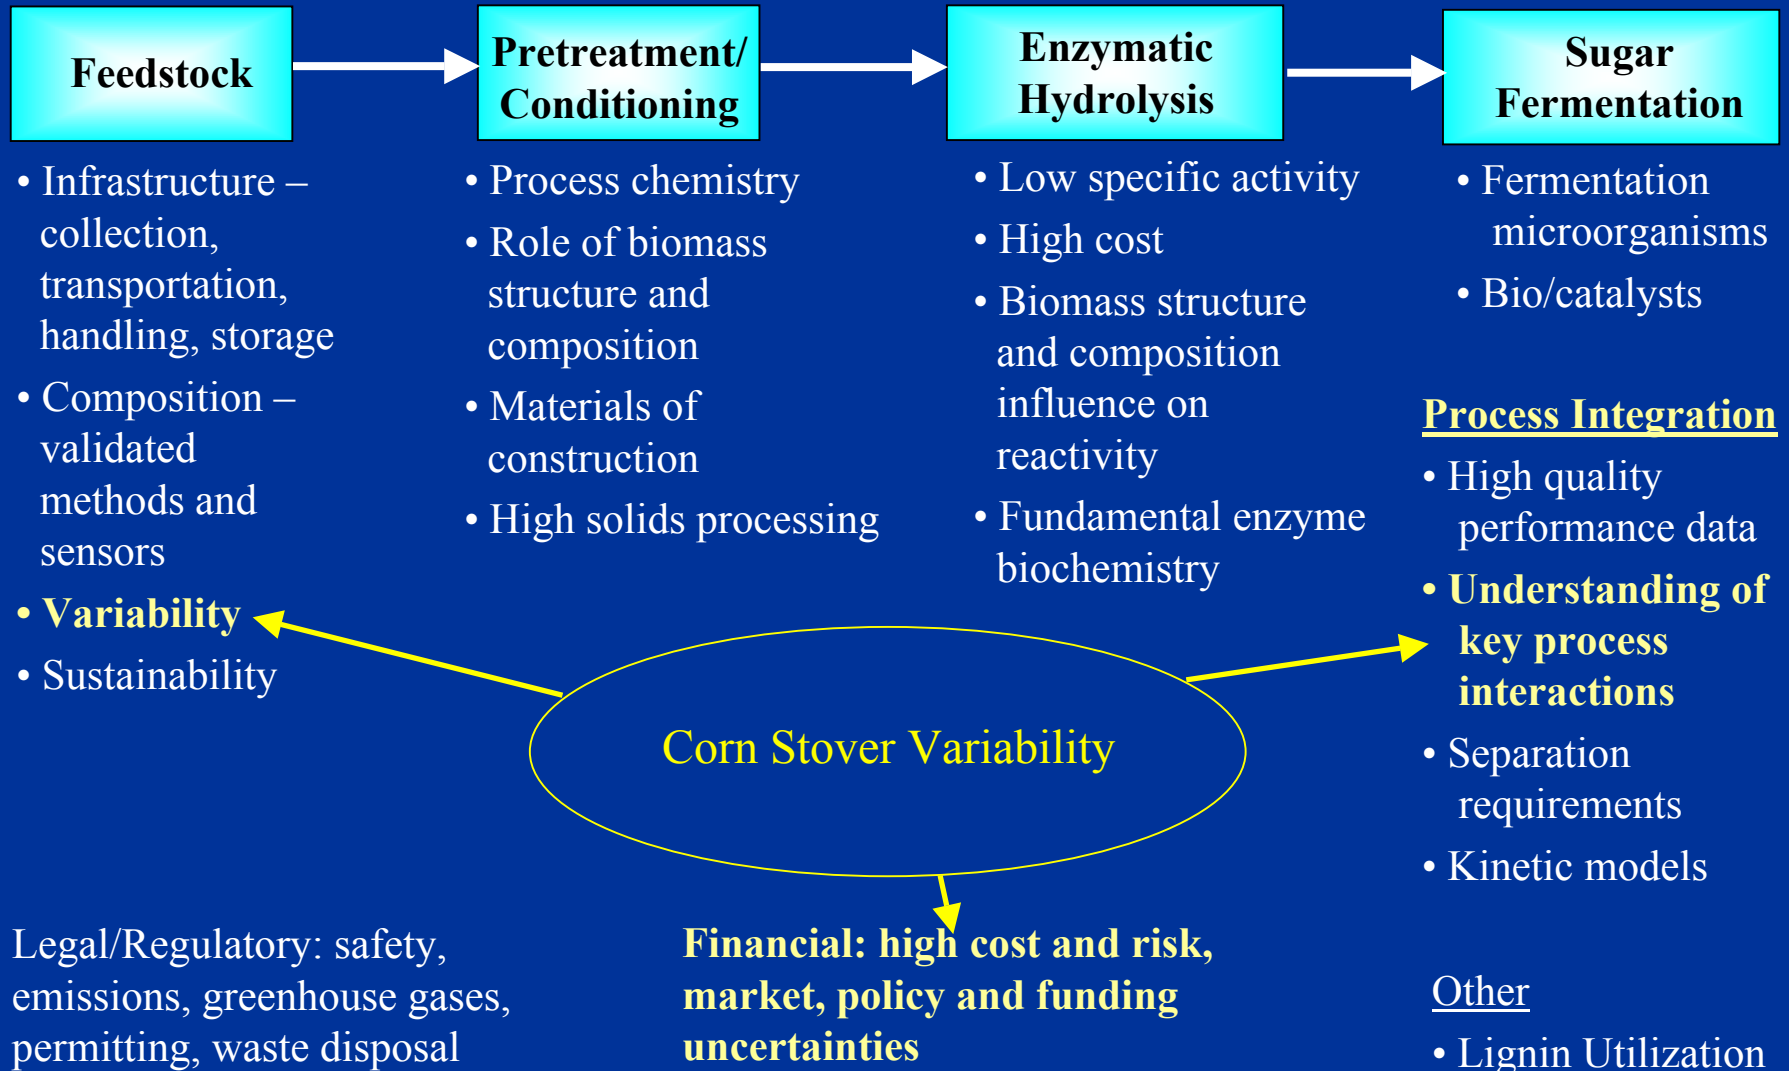 Feedstock
Pretreatment/
Conditioning
Enzymatic
Hydrolysis
Sugar
Fermentation
• Infrastructure –
collection,
transportation,
handling, storage
• Composition –
validated
methods and
sensors
• Variability
• Sustainability
• Process chemistry
• Role of biomass
structure and
composition
• Materials of
construction
• High solids processing
• Low specific activity
• High cost
• Biomass structure
and composition
influence on
reactivity
• Fundamental enzyme
biochemistry
• Fermentation
microorganisms
• Bio/catalysts
Process Integration
• High quality
performance data
• Understanding of
key process
interactions
• Separation
requirements
• Kinetic models
Corn Stover Variability
Legal/Regulatory: safety,
emissions, greenhouse gases,
permitting, waste disposal
Financial: high cost and risk,
market, policy and funding
uncertainties
Other
• Lignin Utilization